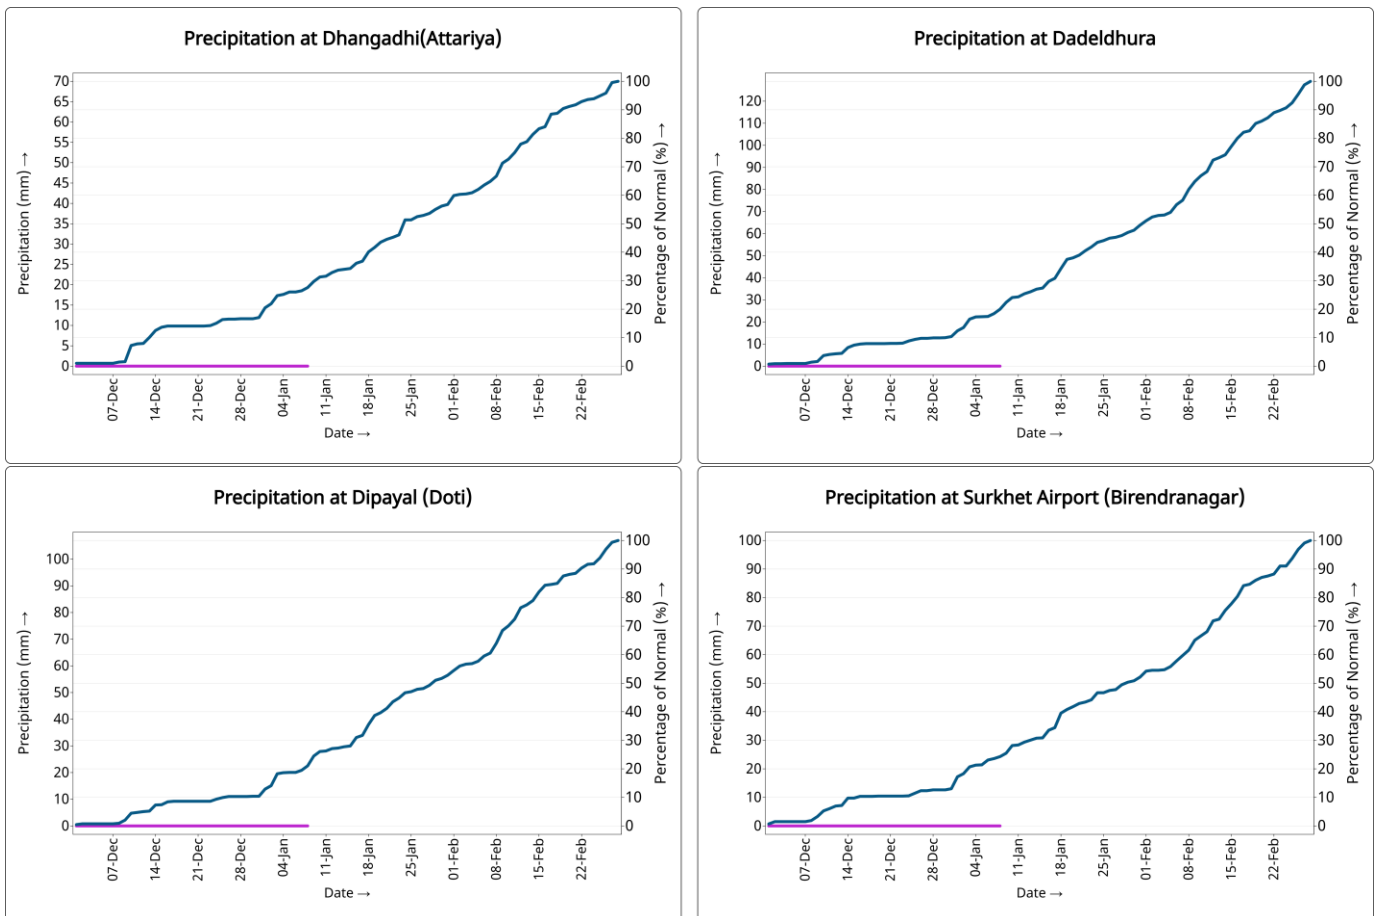 Precipitation at Dhangadhi(Attariya)
Precipitation (mm) →
70
65
60
55
50
45
40
35
30
25
20
15
10
5
0
100
90
80
70
60
50
40
30
20
10
0
Percentage of Normal (%) →
07-Dec
14-Dec
21-Dec
28-Dec
04-Jan
11-Jan
18-Jan
25-Jan
01-Feb
08-Feb
15-Feb
22-Feb
Date →
Precipitation at Dadeldhura
Precipitation (mm) →
120
110
100
90
80
70
60
50
40
30
20
10
0
100
90
80
70
60
50
40
30
20
10
0
Percentage of Normal (%) →
07-Dec
14-Dec
21-Dec
28-Dec
04-Jan
11-Jan
18-Jan
25-Jan
01-Feb
08-Feb
15-Feb
22-Feb
Date →
Precipitation at Dipayal (Doti)
Precipitation (mm) →
100
90
80
70
60
50
40
30
20
10
0
100
90
80
70
60
50
40
30
20
10
0
Percentage of Normal (%) →
07-Dec
14-Dec
21-Dec
28-Dec
04-Jan
11-Jan
18-Jan
25-Jan
01-Feb
08-Feb
15-Feb
22-Feb
Date →
Precipitation at Surkhet Airport (Birendranagar)
Precipitation (mm) →
100
90
80
70
60
50
40
30
20
10
0
100
90
80
70
60
50
40
30
20
10
0
Percentage of Normal (%) →
07-Dec
14-Dec
21-Dec
28-Dec
04-Jan
11-Jan
18-Jan
25-Jan
01-Feb
08-Feb
15-Feb
22-Feb
Date →